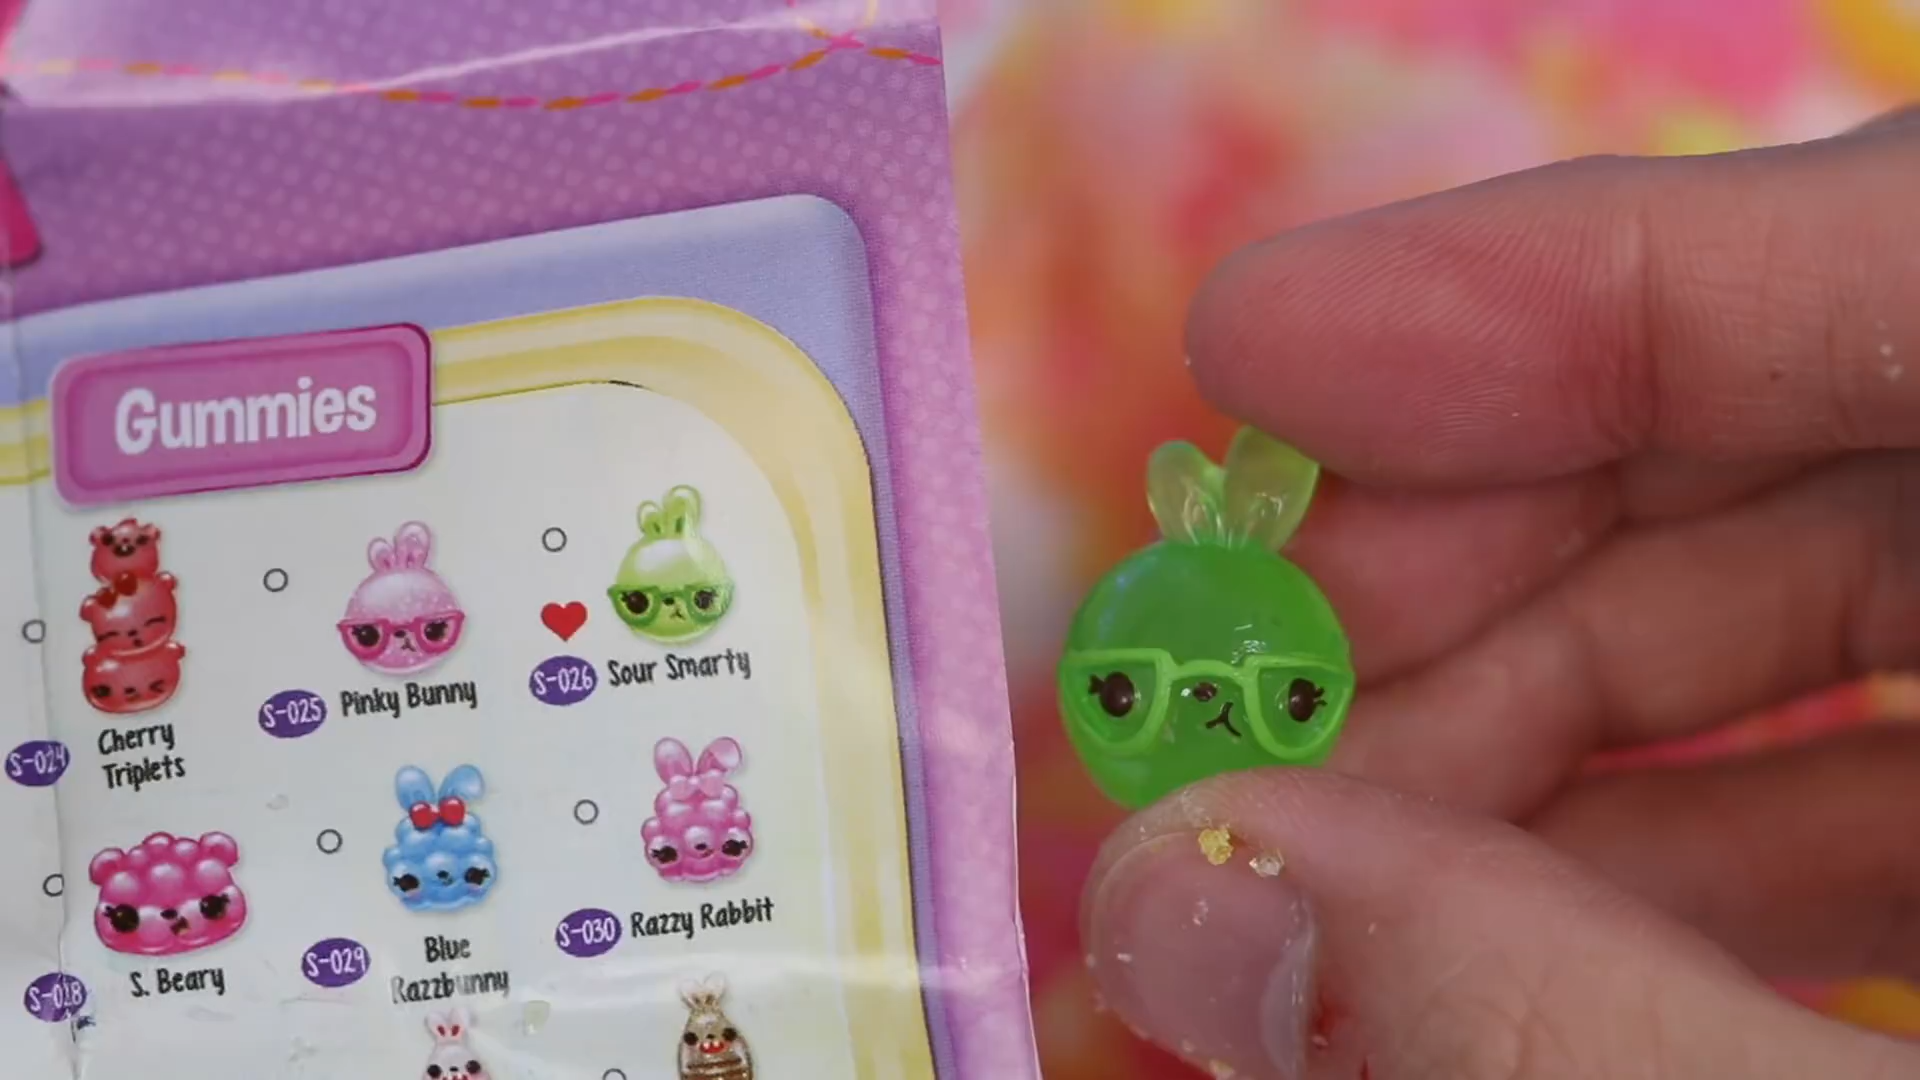 Gummies
S-024 Cherry
Triplets
S-025 Pinky Bunny
S-026 Sour Smarty
S-028 S. Beary
S-029 Blue
Razzbunny
S-030 Razzy Rabbit